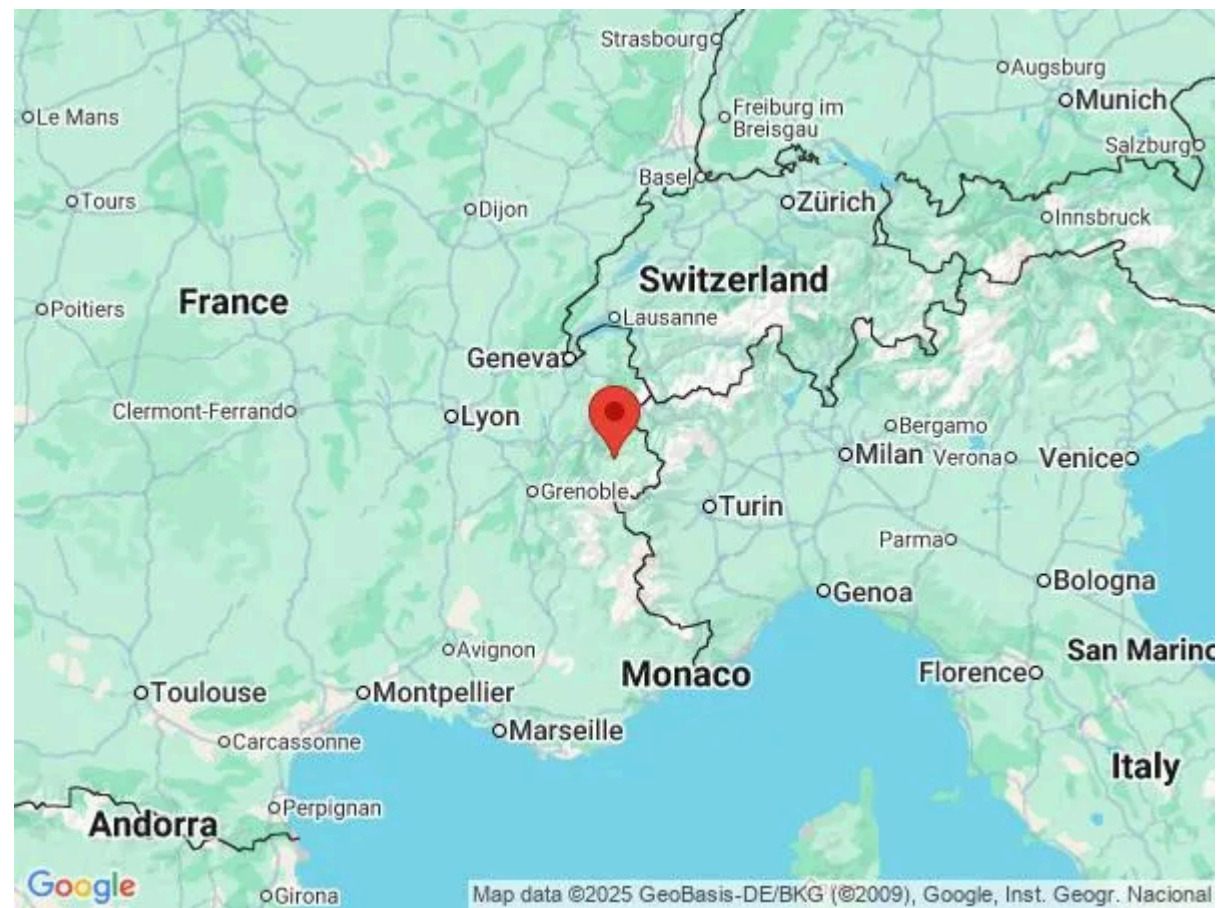 Strasbourg
Augsburg
Munich
Le Mans
Freiburg im
Breisgau
Salzburg
Basel
Zürich
Tours
Dijon
Innsbruck
Switzerland
France
Poitiers
Lausanne
Geneva
Clermont-Ferrand
Lyon
Bergamo
Milan
Verona
Venice
Grenoble
Turin
Parma
Bologna
Genoa
Avignon
San Marino
Monaco
Florence
Toulouse
Montpellier
Marseille
Carcassonne
Italy
Perpignan
Andorra
Google
Girona
Map data ©2025 GeoBasis-DE/BKG (©2009), Google, Inst. Geogr. Nacional